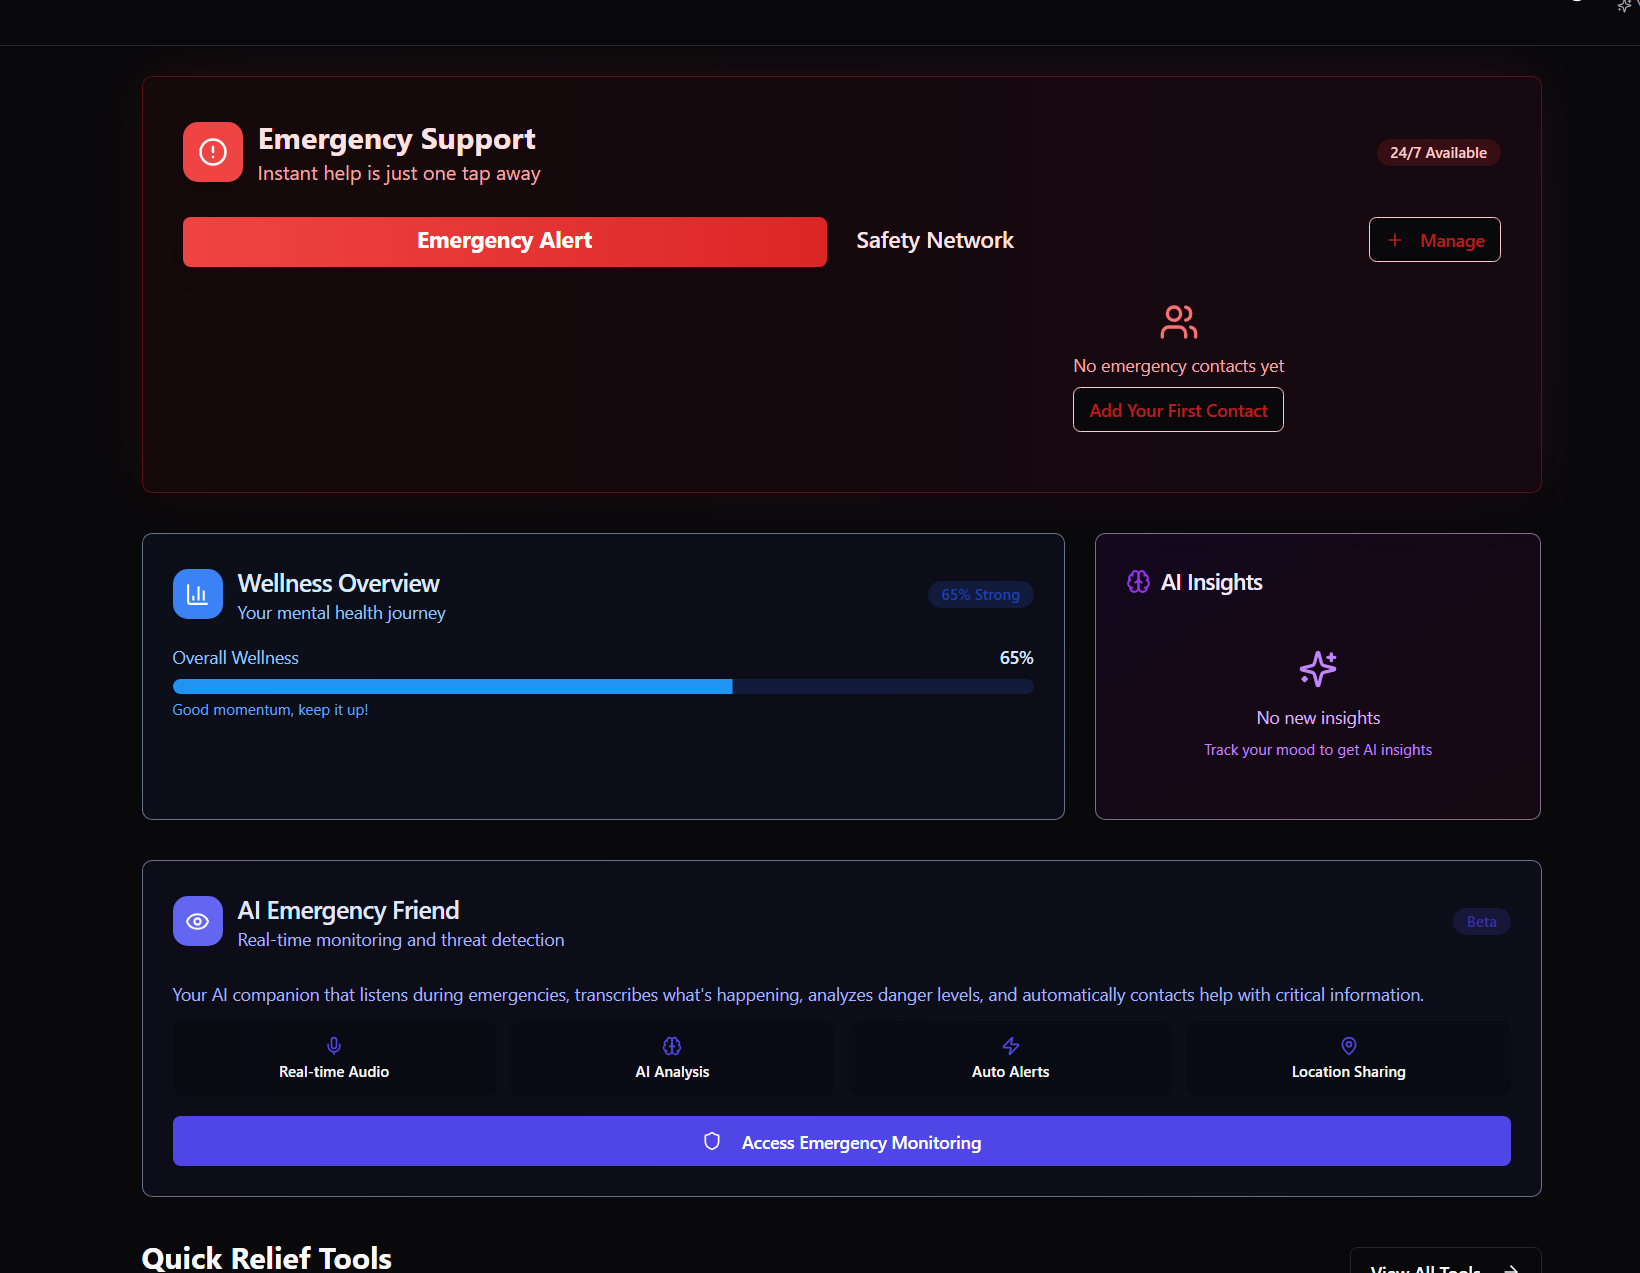 Emergency Support
Instant help is just one tap away
24/7 Available
Emergency Alert
Safety Network
Manage
No emergency contacts yet
Add Your First Contact
Wellness Overview
Your mental health journey
65% Strong
Overall Wellness
65%
Good momentum, keep it up!
AI Insights
No new insights
Track your mood to get AI insights
AI Emergency Friend
Real-time monitoring and threat detection
Beta
Your AI companion that listens during emergencies, transcribes what's happening, analyzes danger levels, and automatically contacts help with critical information.
Real-time Audio
AI Analysis
Auto Alerts
Location Sharing
Access Emergency Monitoring
Quick Relief Tools
View All Tools